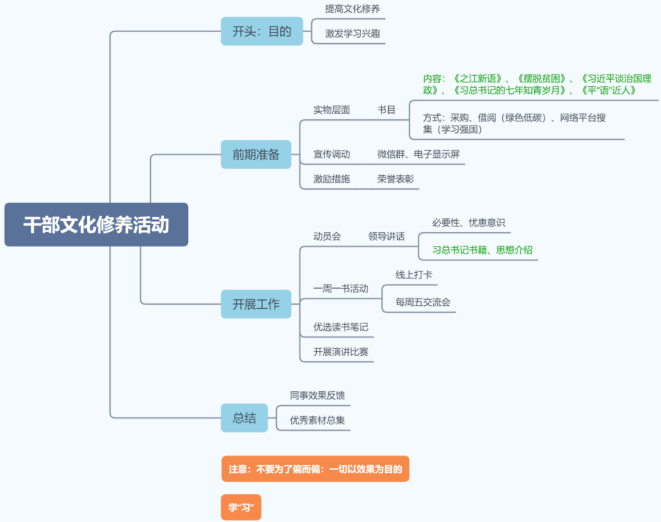 干部文化修养活动
开头：目的
提高文化修养
激发学习兴趣
前期准备
实物层面
书目
内容：《之江新语》、《摆脱贫困》、《习近平谈治国理
政》、《习总书记的七年知青岁月》、《平“语”近人》
方式：采购、借阅（绿色低碳）、网络平台搜
集（学习强国）
宣传调动
微信群、电子显示屏
激励措施
荣誉表彰
开展工作
动员会
领导讲话
必要性、忧患意识
习总书记书籍、思想介绍
一周一书活动
线上打卡
每周五交流会
优选读书笔记
开展演讲比赛
总结
同事效果反馈
优秀素材总集
注意：不要为了偏而偏：一切以效果为目的
学“习”